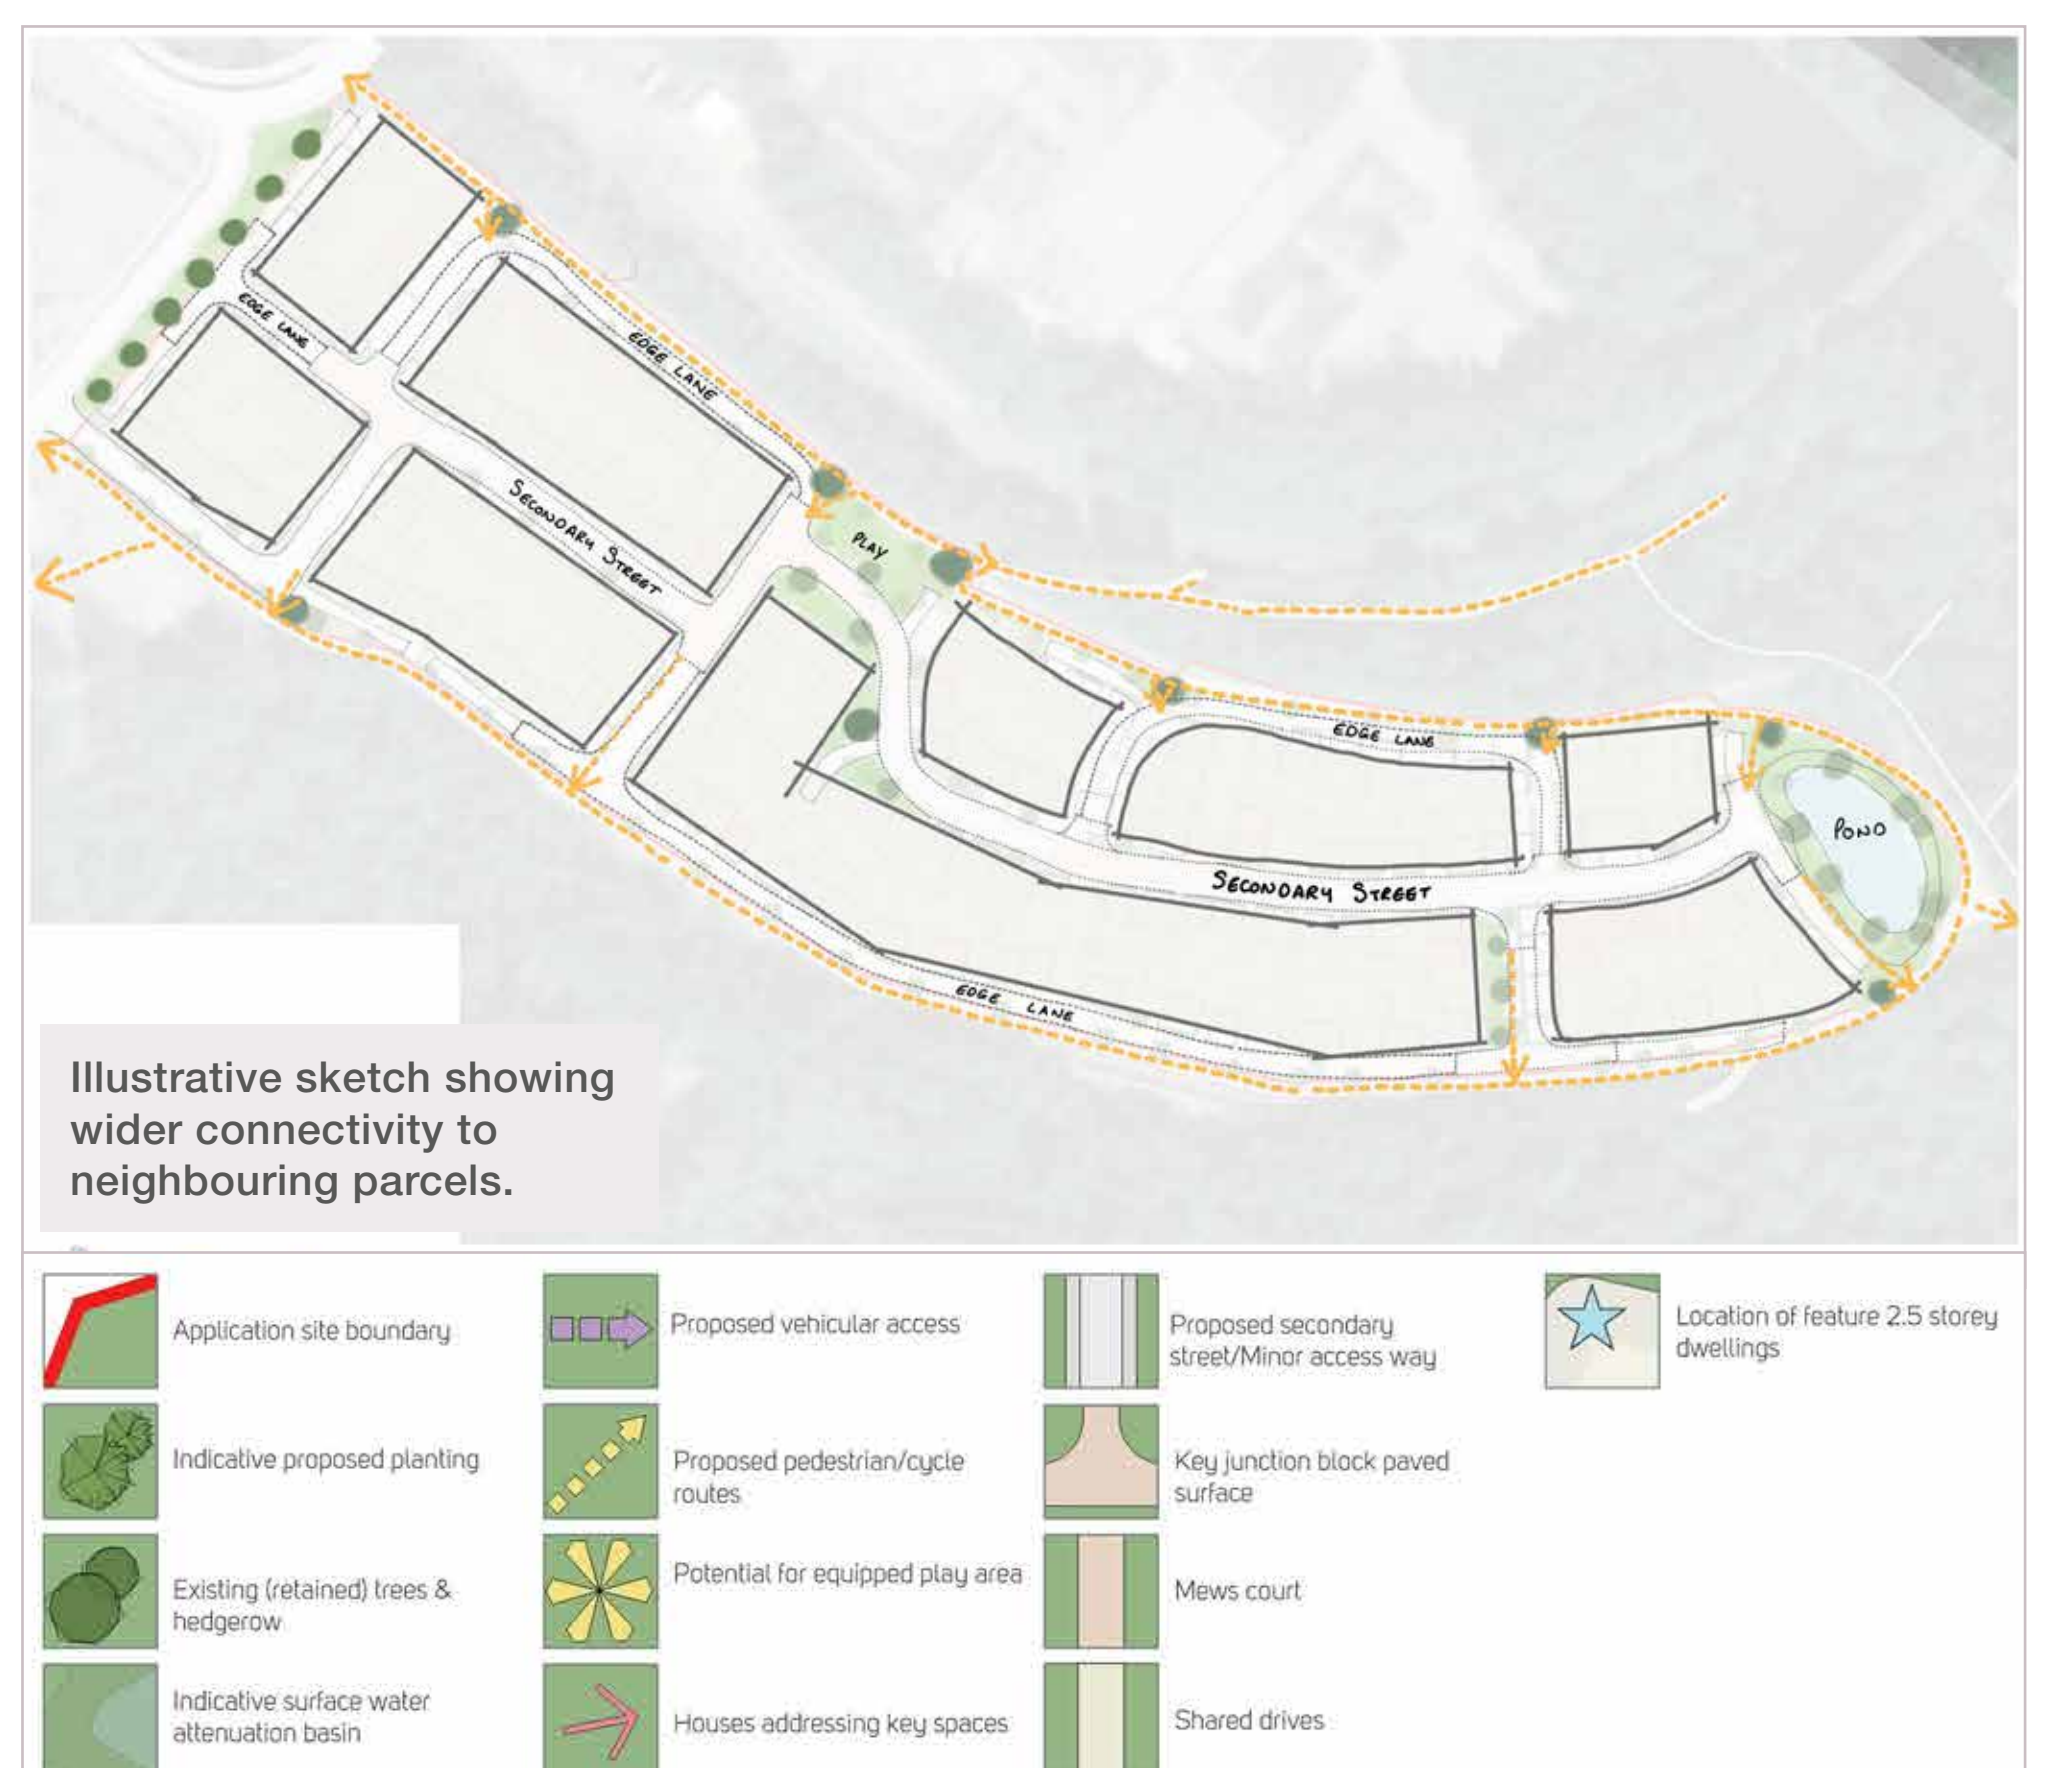 EDGE LANE
EDGE LANE
SECONDARY STREET
PLAY
EDGE LANE
POND
SECONDARY STREET
EDGE LANE
Illustrative sketch showing
wider connectivity to
neighbouring parcels.
Application site boundary
Indicative proposed planting
Existing (retained) trees &
hedgerow
Indicative surface water
attenuation basin
Proposed vehicular access
Proposed pedestrian/cycle
routes
Potential for equipped play area
Houses addressing key spaces
Proposed secondary
street/Minor access way
Key junction block paved
surface
Mews court
Shared drives
Location of feature 2.5 storey
dwellings